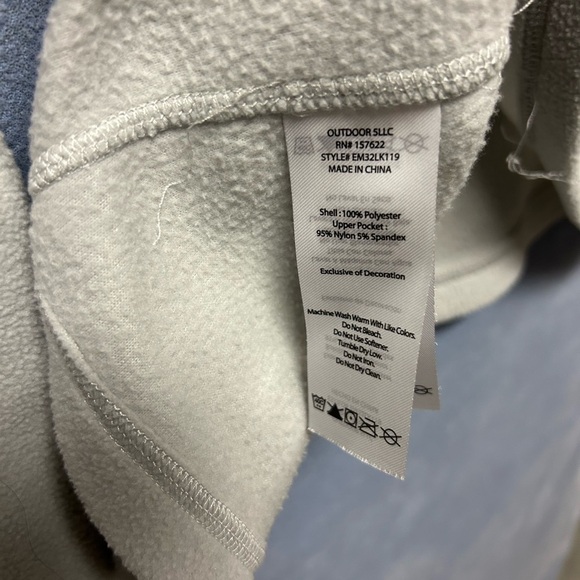 OUTDOOR 5LLC
RN# 157622
STYLE# EM32LK119
MADE IN CHINA
Shell :100% Polyester
Upper Pocket :
95% Nylon 5% Spandex
Exclusive of Decoration
Machine Wash Warm With Like Colors.
Do Not Bleach.
Do Not Use Softener.
Tumble Dry Low.
Do Not Iron.
Do Not Dry Clean.